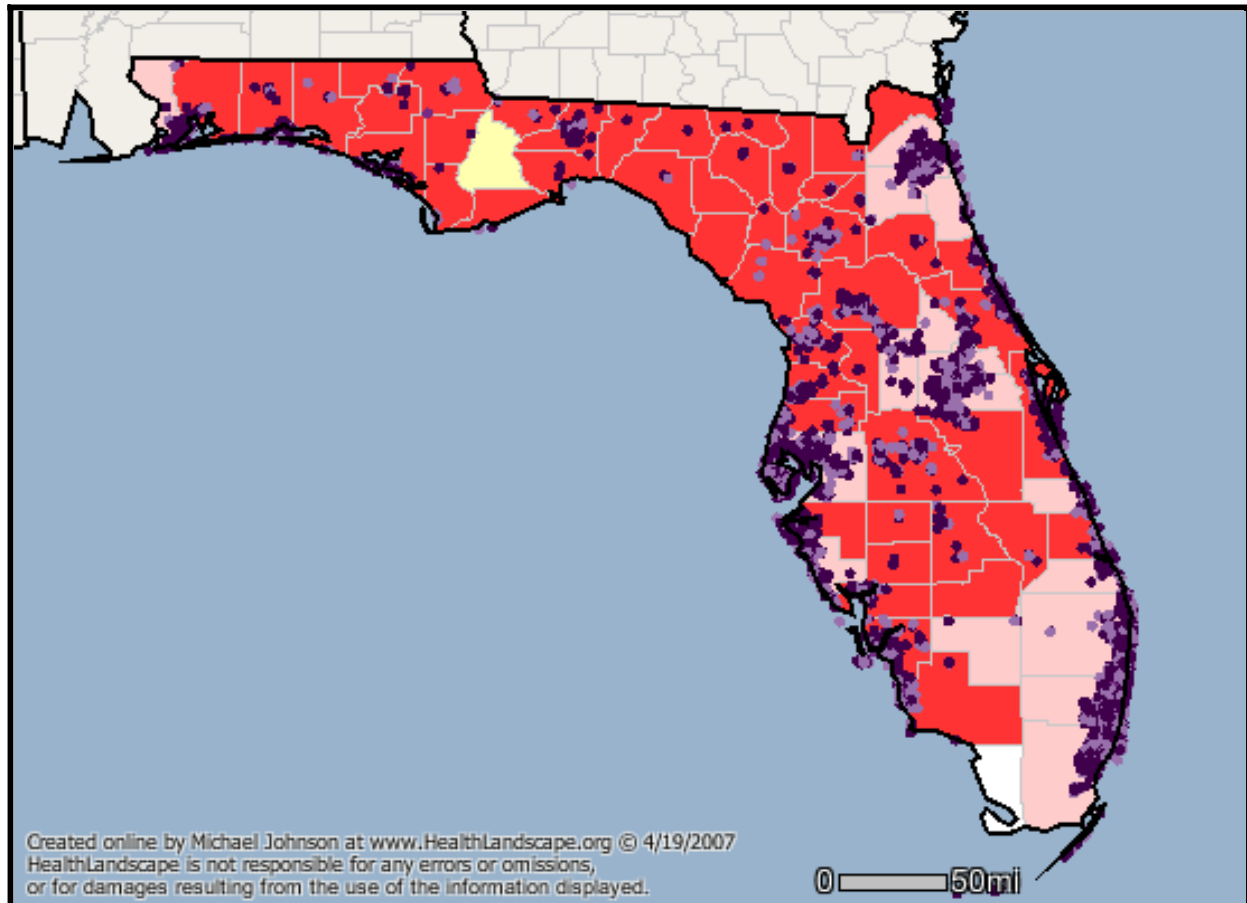 Created online by Michael Johnson at www.HealthLandscape.org © 4/19/2007
HealthLandscape is not responsible for any errors or omissions,
or for damages resulting from the use of the information displayed.
0 50mi